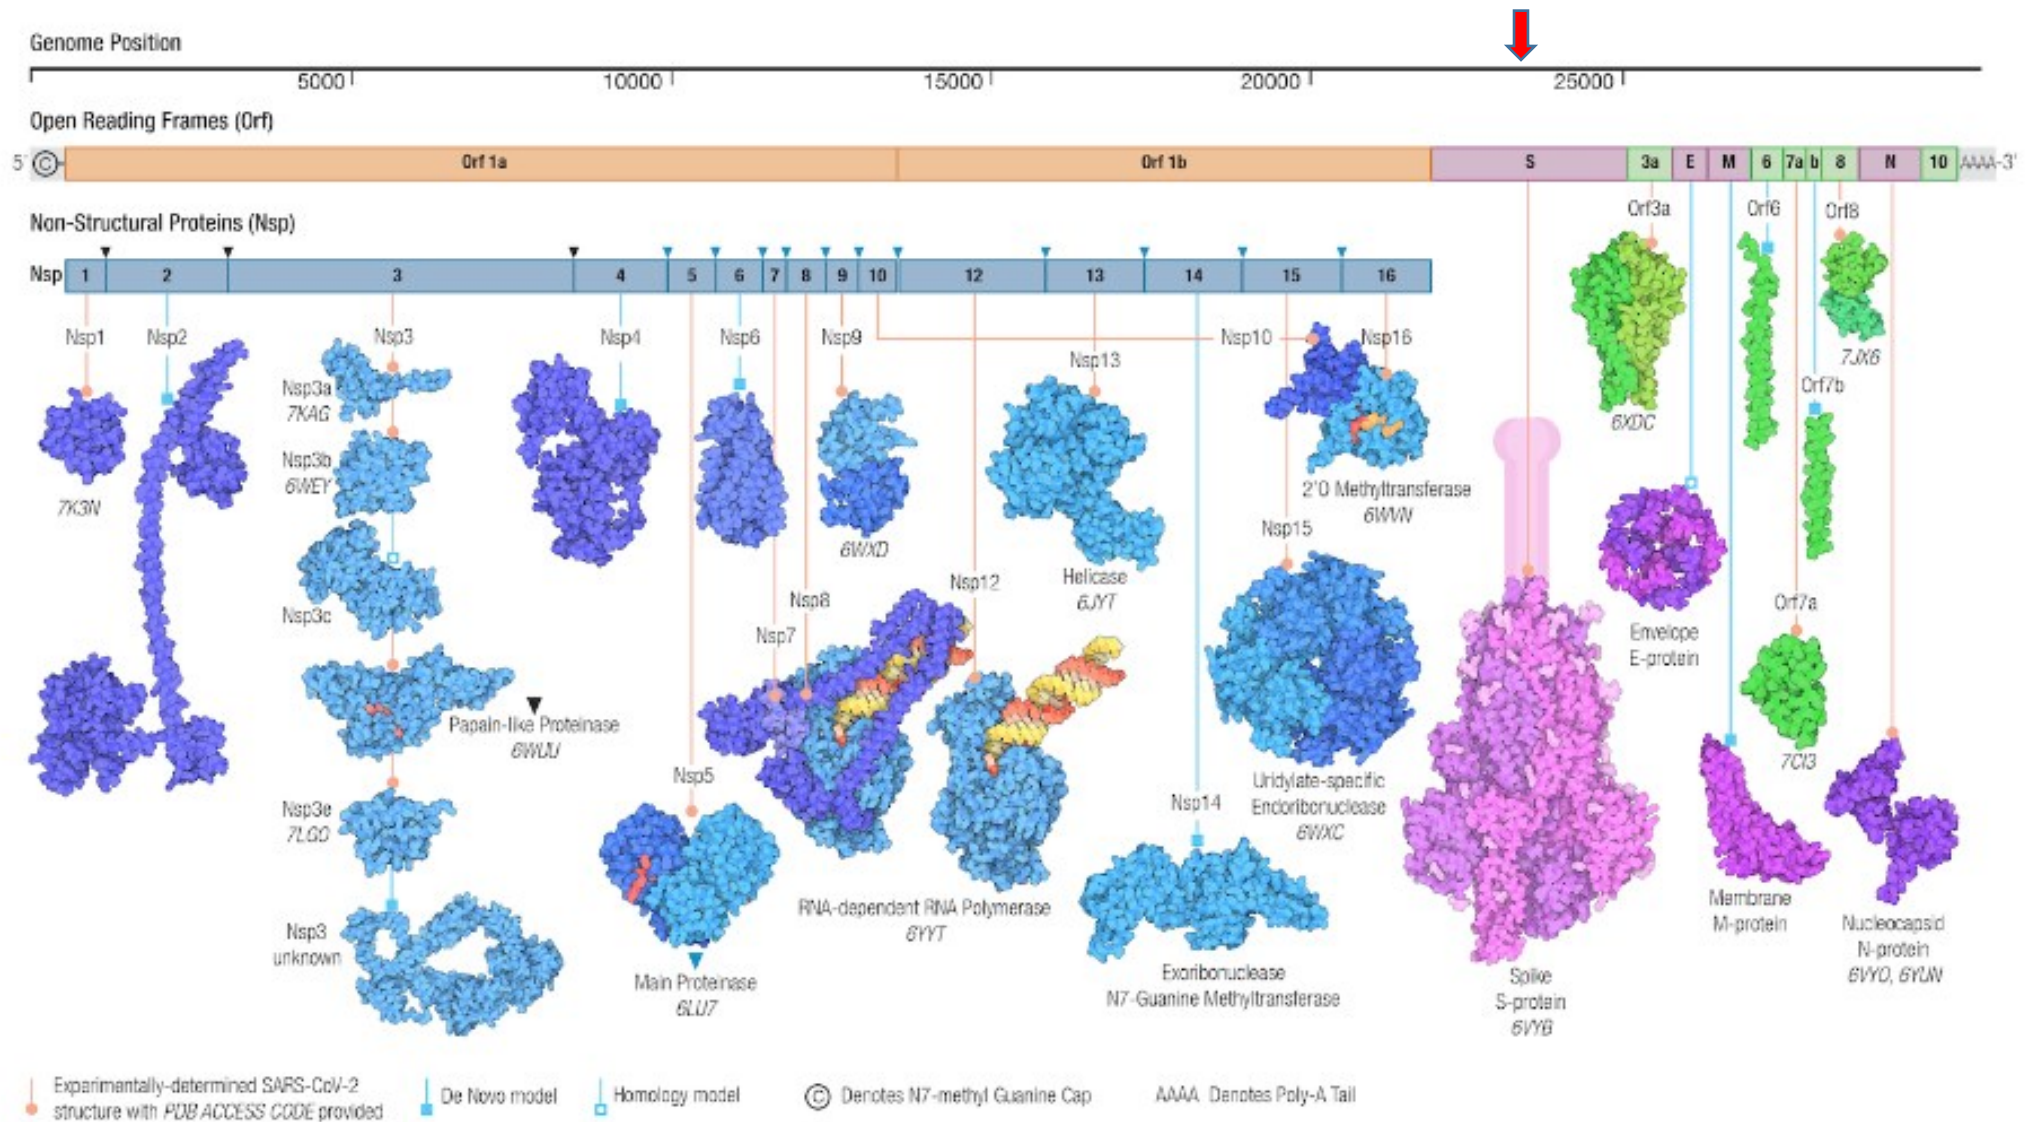 Genome Position
5000 10000 15000 20000 25000
Open Reading Frames (Orf)
5' C Orf 1a Orf 1b S 3a E M 6 7a b 8 N 10 AAAA-3'
Non-Structural Proteins (Nsp)
Nsp 1 2 3 4 5 6 7 8 9 10 12 13 14 15 16
Orf3a
Orf6
Orf8
Nsp1
Nsp2
Nsp3
Nsp4
Nsp6
Nsp9
Nsp10
Nsp16
Nsp13
7JX6
Nsp3a
7KAG
Orf7b
6XDC
Nsp3b
6WEY
2'O Methyltransferase
6WVN
7K3N
Nsp15
6WXD
Helicase
6JYT
Nsp12
Nsp8
Nsp7
Nsp3c
Orf7a
Envelope
E-protein
Papain-like Proteinase
6WUU
7CI3
Nsp5
Uridylate-specific
Endoribonuclease
6WXC
Nsp14
Nsp3e
7LGO
RNA-dependent RNA Polymerase
6YYT
Membrane
M-protein
Nucleocapsid
N-protein
6VYO, 6YUN
Nsp3
unknown
Main Proteinase
6LU7
Exoribonuclease
N7-Guanine Methyltransferase
Spike
S-protein
6VYB
Experimentally-determined SARS-CoV-2
structure with PDB ACCESS CODE provided
De Novo model
Homology model
C Denotes N7-methyl Guanine Cap
AAAA Denotes Poly-A Tail